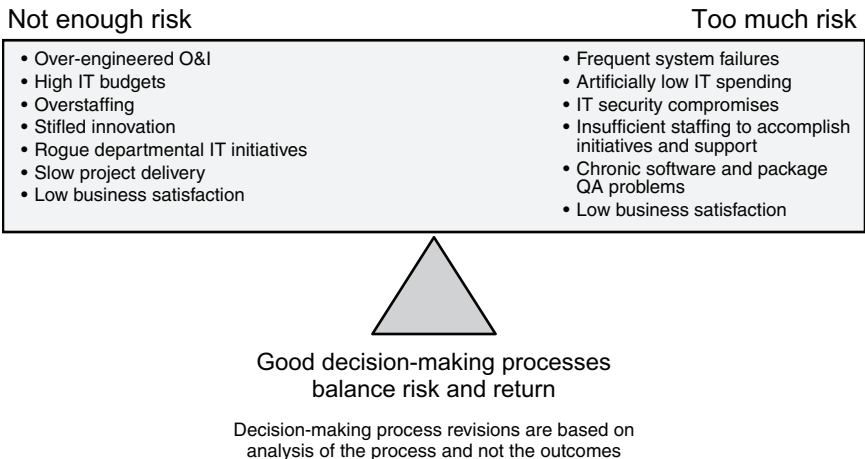 Not enough risk
Too much risk
• Over-engineered O&I
• High IT budgets
• Overstaffing
• Stifled innovation
• Rogue departmental IT initiatives
• Slow project delivery
• Low business satisfaction
• Frequent system failures
• Artificially low IT spending
• IT security compromises
• Insufficient staffing to accomplish
initiatives and support
• Chronic software and package
QA problems
• Low business satisfaction
Good decision-making processes
balance risk and return
Decision-making process revisions are based on
analysis of the process and not the outcomes